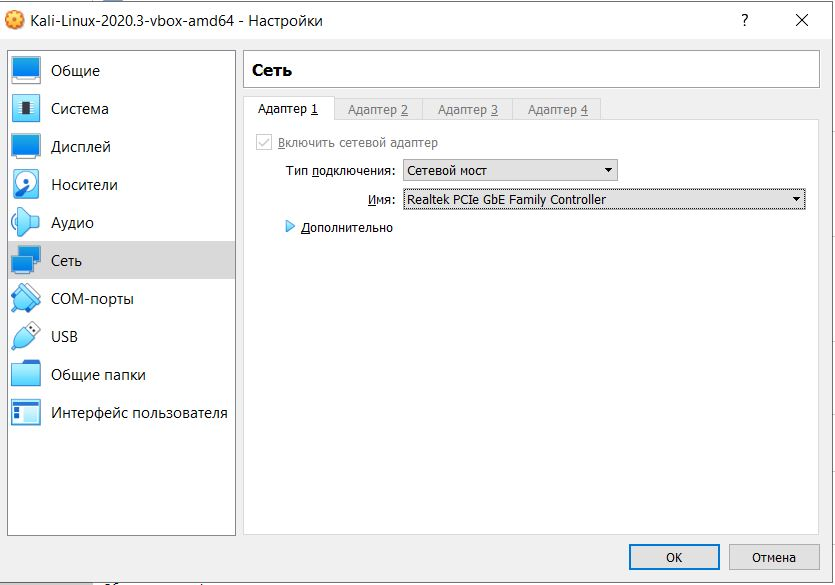 Kali-Linux-2020.3-vbox-amd64 - Настройки
?
Общие
Система
Дисплей
Носители
Аудио
Сеть
COM-порты
USB
Общие папки
Интерфейс пользователя
Сеть
Адаптер 1 Адаптер 2 Адаптер 3 Адаптер 4
Включить сетевой адаптер
Тип подключения: Сетевой мост
Имя: Realtek PCIe GbE Family Controller
Дополнительно
OK Отмена